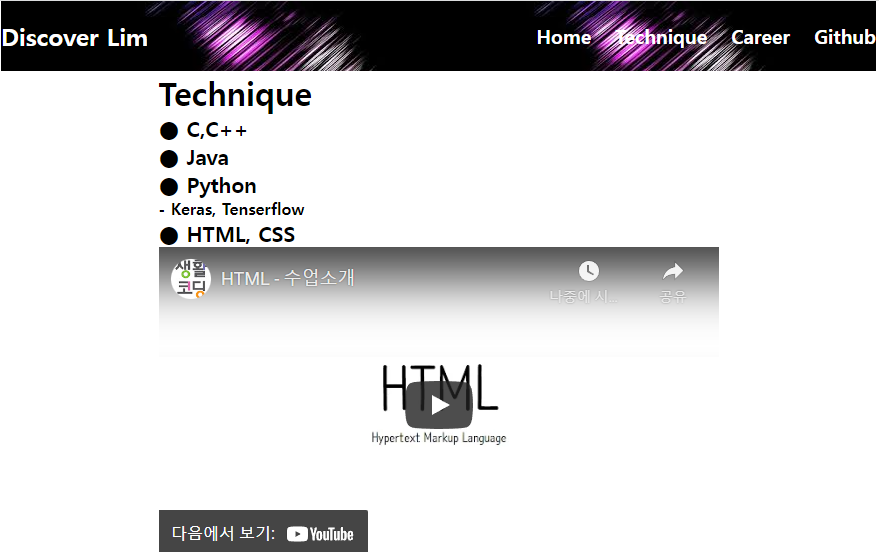 Discover Lim
Home Technique Career Github
Technique
● C,C++
● Java
● Python
- Keras, Tenserflow
● HTML, CSS
생활
코딩
HTML - 수업소개
나중에 시...
공유
HTML
Hypertext Markup Language
다음에서 보기: YouTube